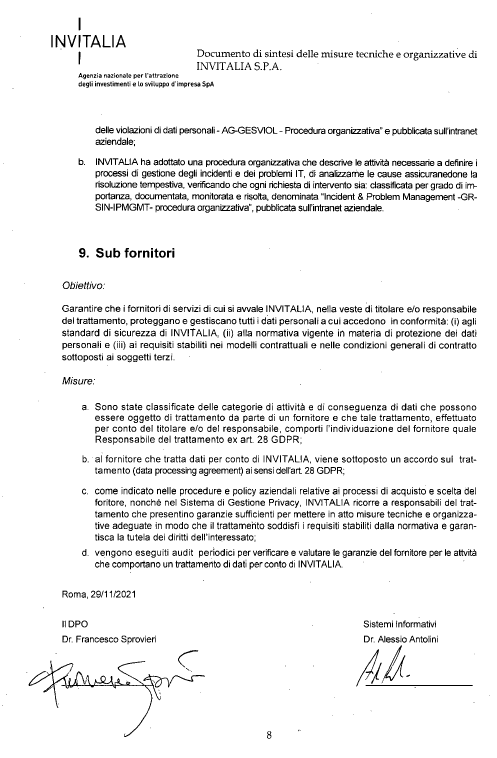 INVITALIA
Agenzia nazionale per l'attrazione
degli investimenti e lo sviluppo d'impresa SpA
Documento di sintesi delle misure tecniche e organizzative di
INVITALIA S.P.A.
delle violazioni di dati personali - AG-GESVIOL - Procedura organizzativa" e pubblicata sull'intranet
aziendale;
b. INVITALIA ha adottato una procedura organizzativa che descrive le attività necessarie a definire i
processi di gestione degli incidenti e dei problemi IT, di analizzarne le cause assicurandone la
risoluzione tempestiva, verificando che ogni richiesta di intervento sia: classificata per grado di im-
portanza, documentata, monitorata e risolta, denominata "Incident & Problem Management -GR-
SIN-IPMGMT- procedura organizzativa", pubblicata sull'intranet aziendale.
9. Sub fornitori
Obiettivo:
Garantire che i fornitori di servizi di cui si avvale INVITALIA, nella veste di titolare e/o responsabile
del trattamento, proteggano e gestiscano tutti i dati personali a cui accedono in conformità: (i) agli
standard di sicurezza di INVITALIA, (ii) alla normativa vigente in materia di protezione dei dati
personali e (iii) ai requisiti stabiliti nei modelli contrattuali e nelle condizioni generali di contratto
sottoposti ai soggetti terzi.
Misure:
a. Sono state classificate delle categorie di attività e di conseguenza di dati che possono
essere oggetto di trattamento da parte di un fornitore e che tale trattamento, effettuato
per conto del titolare e/o del responsabile, comporti l'individuazione del fornitore quale
Responsabile del trattamento ex art. 28 GDPR;
b. al fornitore che tratta dati per conto di INVITALIA, viene sottoposto un accordo sul trat-
tamento (data processing agreement) ai sensi dell'art. 28 GDPR;
c. come indicato nelle procedure e policy aziendali relative ai processi di acquisto e scelta del
foritore, nonché nel Sistema di Gestione Privacy, INVITALIA ricorre a responsabili del trat-
tamento che presentino garanzie sufficienti per mettere in atto misure tecniche e organizza-
tive adeguate in modo che il trattamento soddisfi i requisiti stabiliti dalla normativa e garan-
tisca la tutela dei diritti dell'interessato;
d. vengono eseguiti audit periodici per verificare e valutare le garanzie del fornitore per le attività
che comportano un trattamento di dati per conto di INVITALIA.
Roma, 29/11/2021
Il DPO
Sistemi Informativi
Dr. Francesco Sprovieri
Dr. Alessio Antolini
8